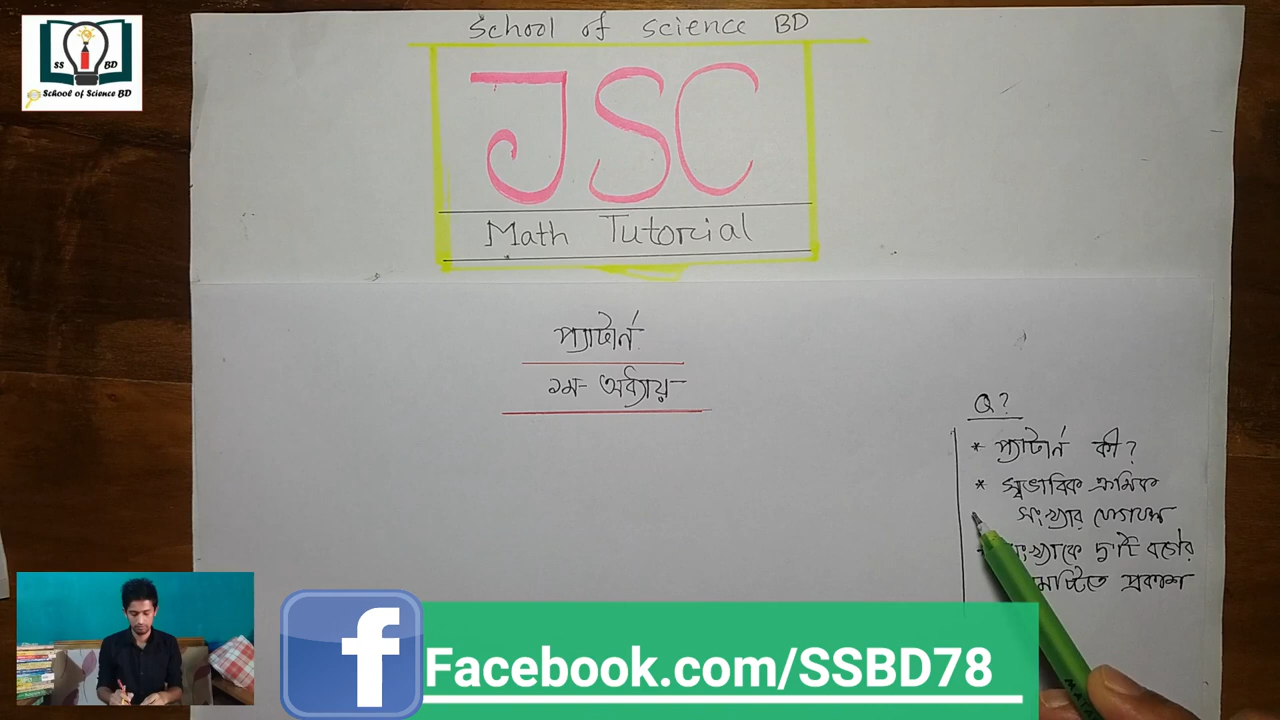 School of science BD
SS BD
School of Science BD
JSC
Math Tutorial
প্যাটার্ন
১ম- অধ্যায়
Q?
* প্যাটার্ন কী?
* স্বভাবিক ক্রমিক
সংখ্যার যোগফল
সংখ্যাকে দু'টি বর্গের
সমষ্টিতে প্রকাশ
f
Facebook.com/SSBD78